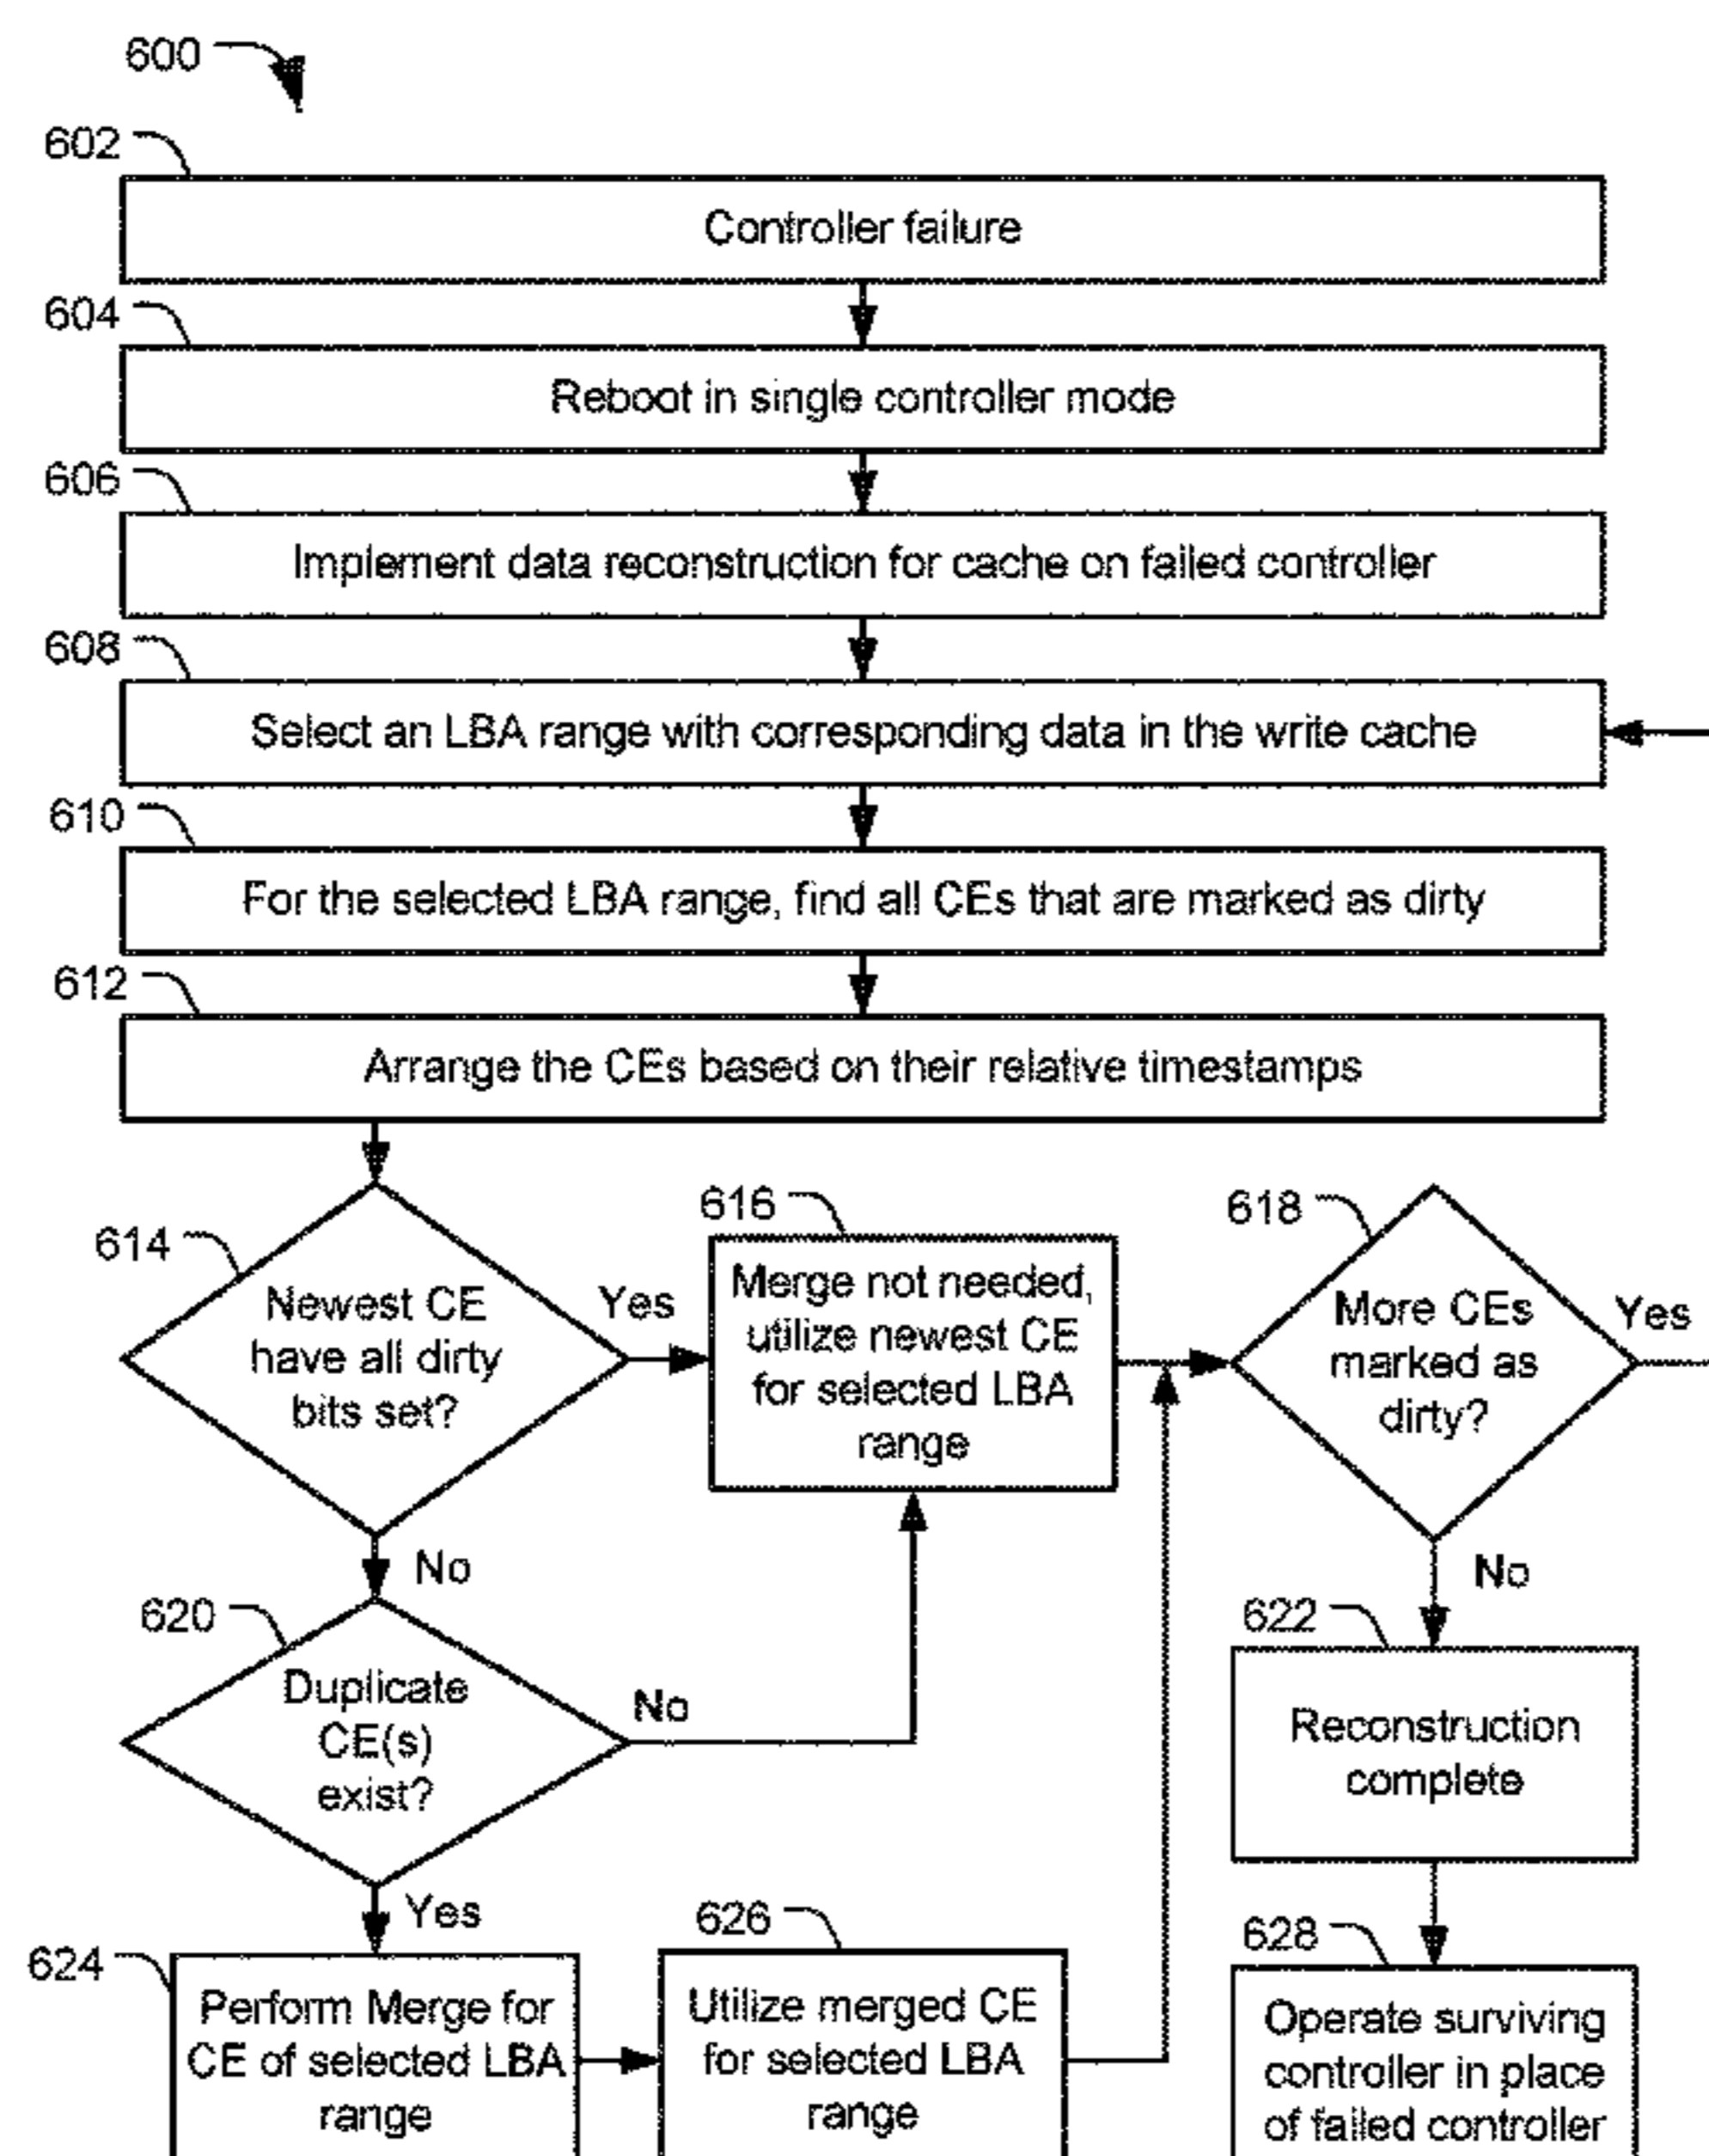 600
602
Controller failure
604
Reboot in single controller mode
606
Implement data reconstruction for cache on failed controller
608
Select an LBA range with corresponding data in the write cache
610
For the selected LBA range, find all CEs that are marked as dirty
612
Arrange the CEs based on their relative timestamps
614
Newest CE
have all dirty
bits set?
Yes
616
Merge not needed,
utilize newest CE
for selected LBA
range
618
More CEs
marked as
dirty?
Yes
No
No
620
Duplicate
CE(s)
exist?
No
622
Reconstruction
complete
Yes
624
Perform Merge for
CE of selected LBA
range
626
Utilize merged CE
for selected LBA
range
628
Operate surviving
controller in place
of failed controller